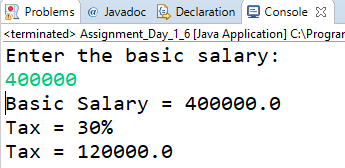 Problems @ Javadoc Declaration Console
<terminated> Assignment_Day_1_6 [Java Application] C:\Program
Enter the basic salary:
400000
Basic Salary = 400000.0
Tax = 30%
Tax = 120000.0